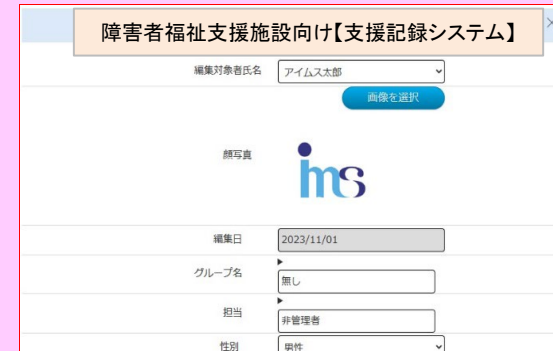 障害者福祉支援施設向け【支援記録システム】
編集対象者氏名 アイムス太郎
画像を選択
顔写真
ims
編集日 2023/11/01
グループ名 無し
担当 非管理者
性別 男性